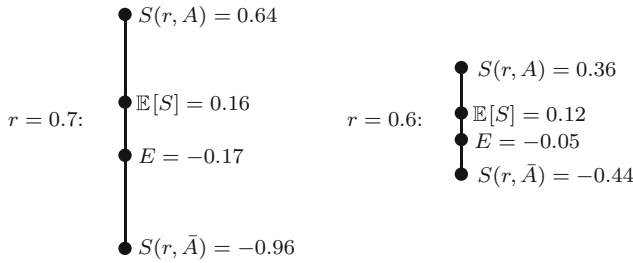 S(r, A) = 0.64
𝔼[S] = 0.16
r = 0.7:
E = −0.17
S(r, Ā) = −0.96
S(r, A) = 0.36
𝔼[S] = 0.12
r = 0.6:
E = −0.05
S(r, Ā) = −0.44